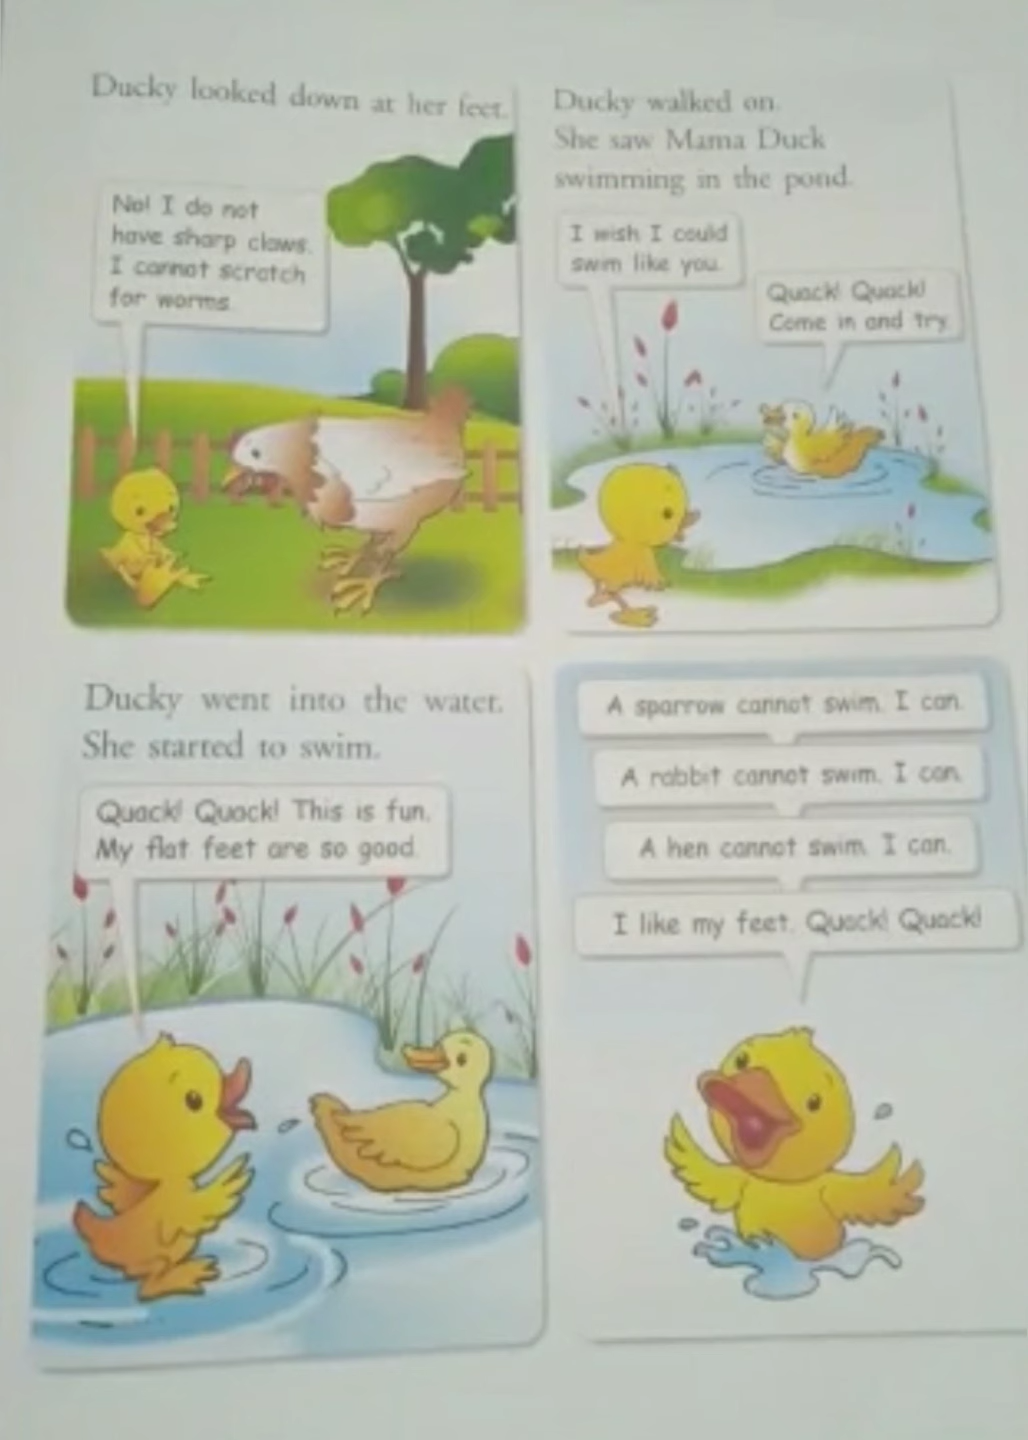 Ducky looked down at her feet.
No! I do not
have sharp claws.
I cannot scratch
for worms.
Ducky walked on.
She saw Mama Duck
swimming in the pond.
I wish I could
swim like you.
Quack! Quack!
Come in and try.
Ducky went into the water.
She started to swim.
Quack! Quack! This is fun.
My flat feet are so good.
A sparrow cannot swim. I can.
A rabbit cannot swim. I can.
A hen cannot swim. I can.
I like my feet. Quack! Quack!